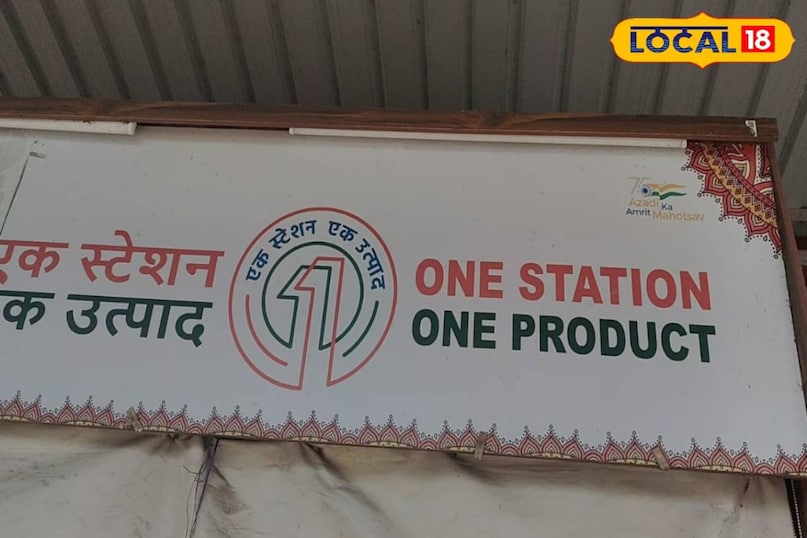 LOCAL 18
75
Azadi Ka
Amrit Mahotsav
एक स्टेशन
एक उत्पाद
एक स्टेशन एक उत्पाद
ONE STATION
ONE PRODUCT